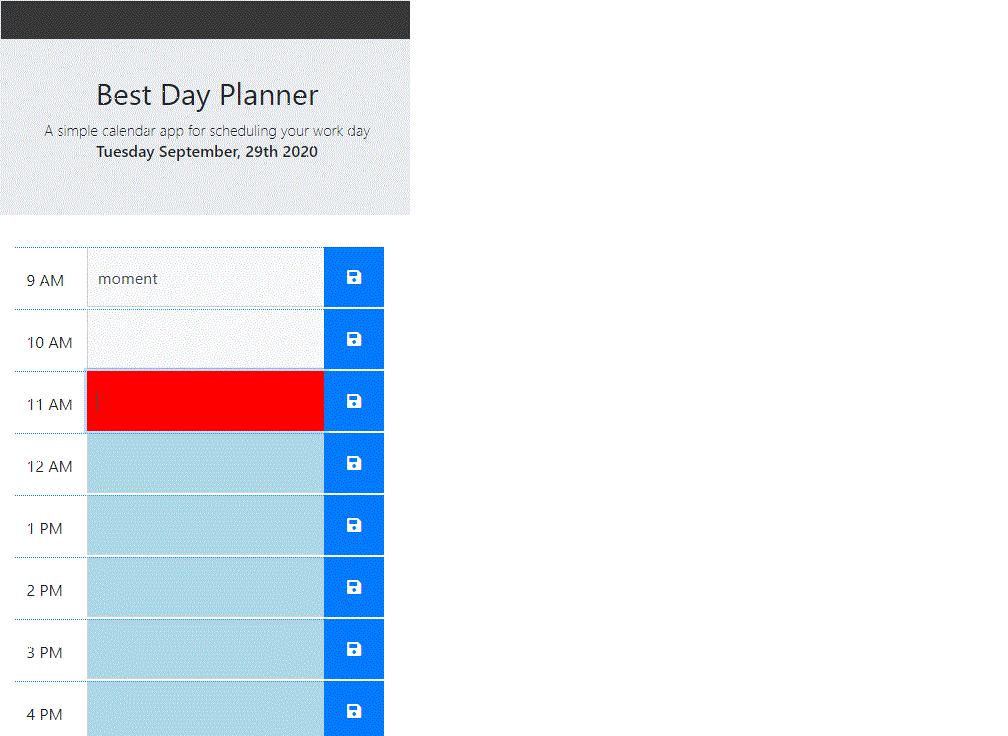 Best Day Planner
A simple calendar app for scheduling your work day
Tuesday September, 29th 2020
9 AM
moment
10 AM
11 AM
12 AM
1 PM
2 PM
3 PM
4 PM